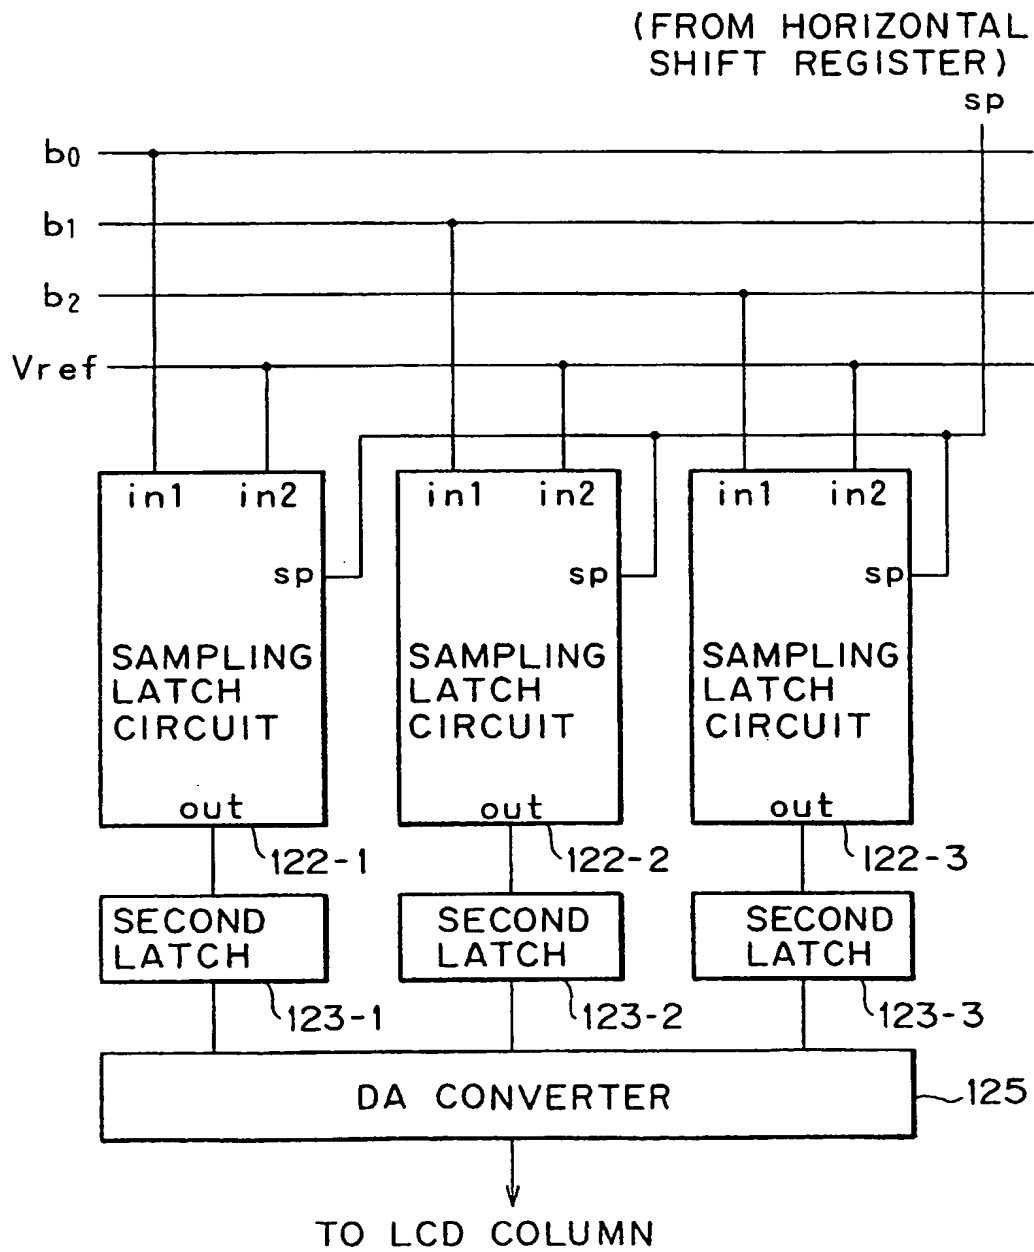 (FROM HORIZONTAL
SHIFT REGISTER)
sp
b0
b1
b2
Vref
in1 in2
in1 in2
in1 in2
sp
sp
sp
SAMPLING
LATCH
CIRCUIT
SAMPLING
LATCH
CIRCUIT
SAMPLING
LATCH
CIRCUIT
out
out
out
122-1
122-2
122-3
SECOND
LATCH
SECOND
LATCH
SECOND
LATCH
123-1
123-2
123-3
DA CONVERTER
125
TO LCD COLUMN